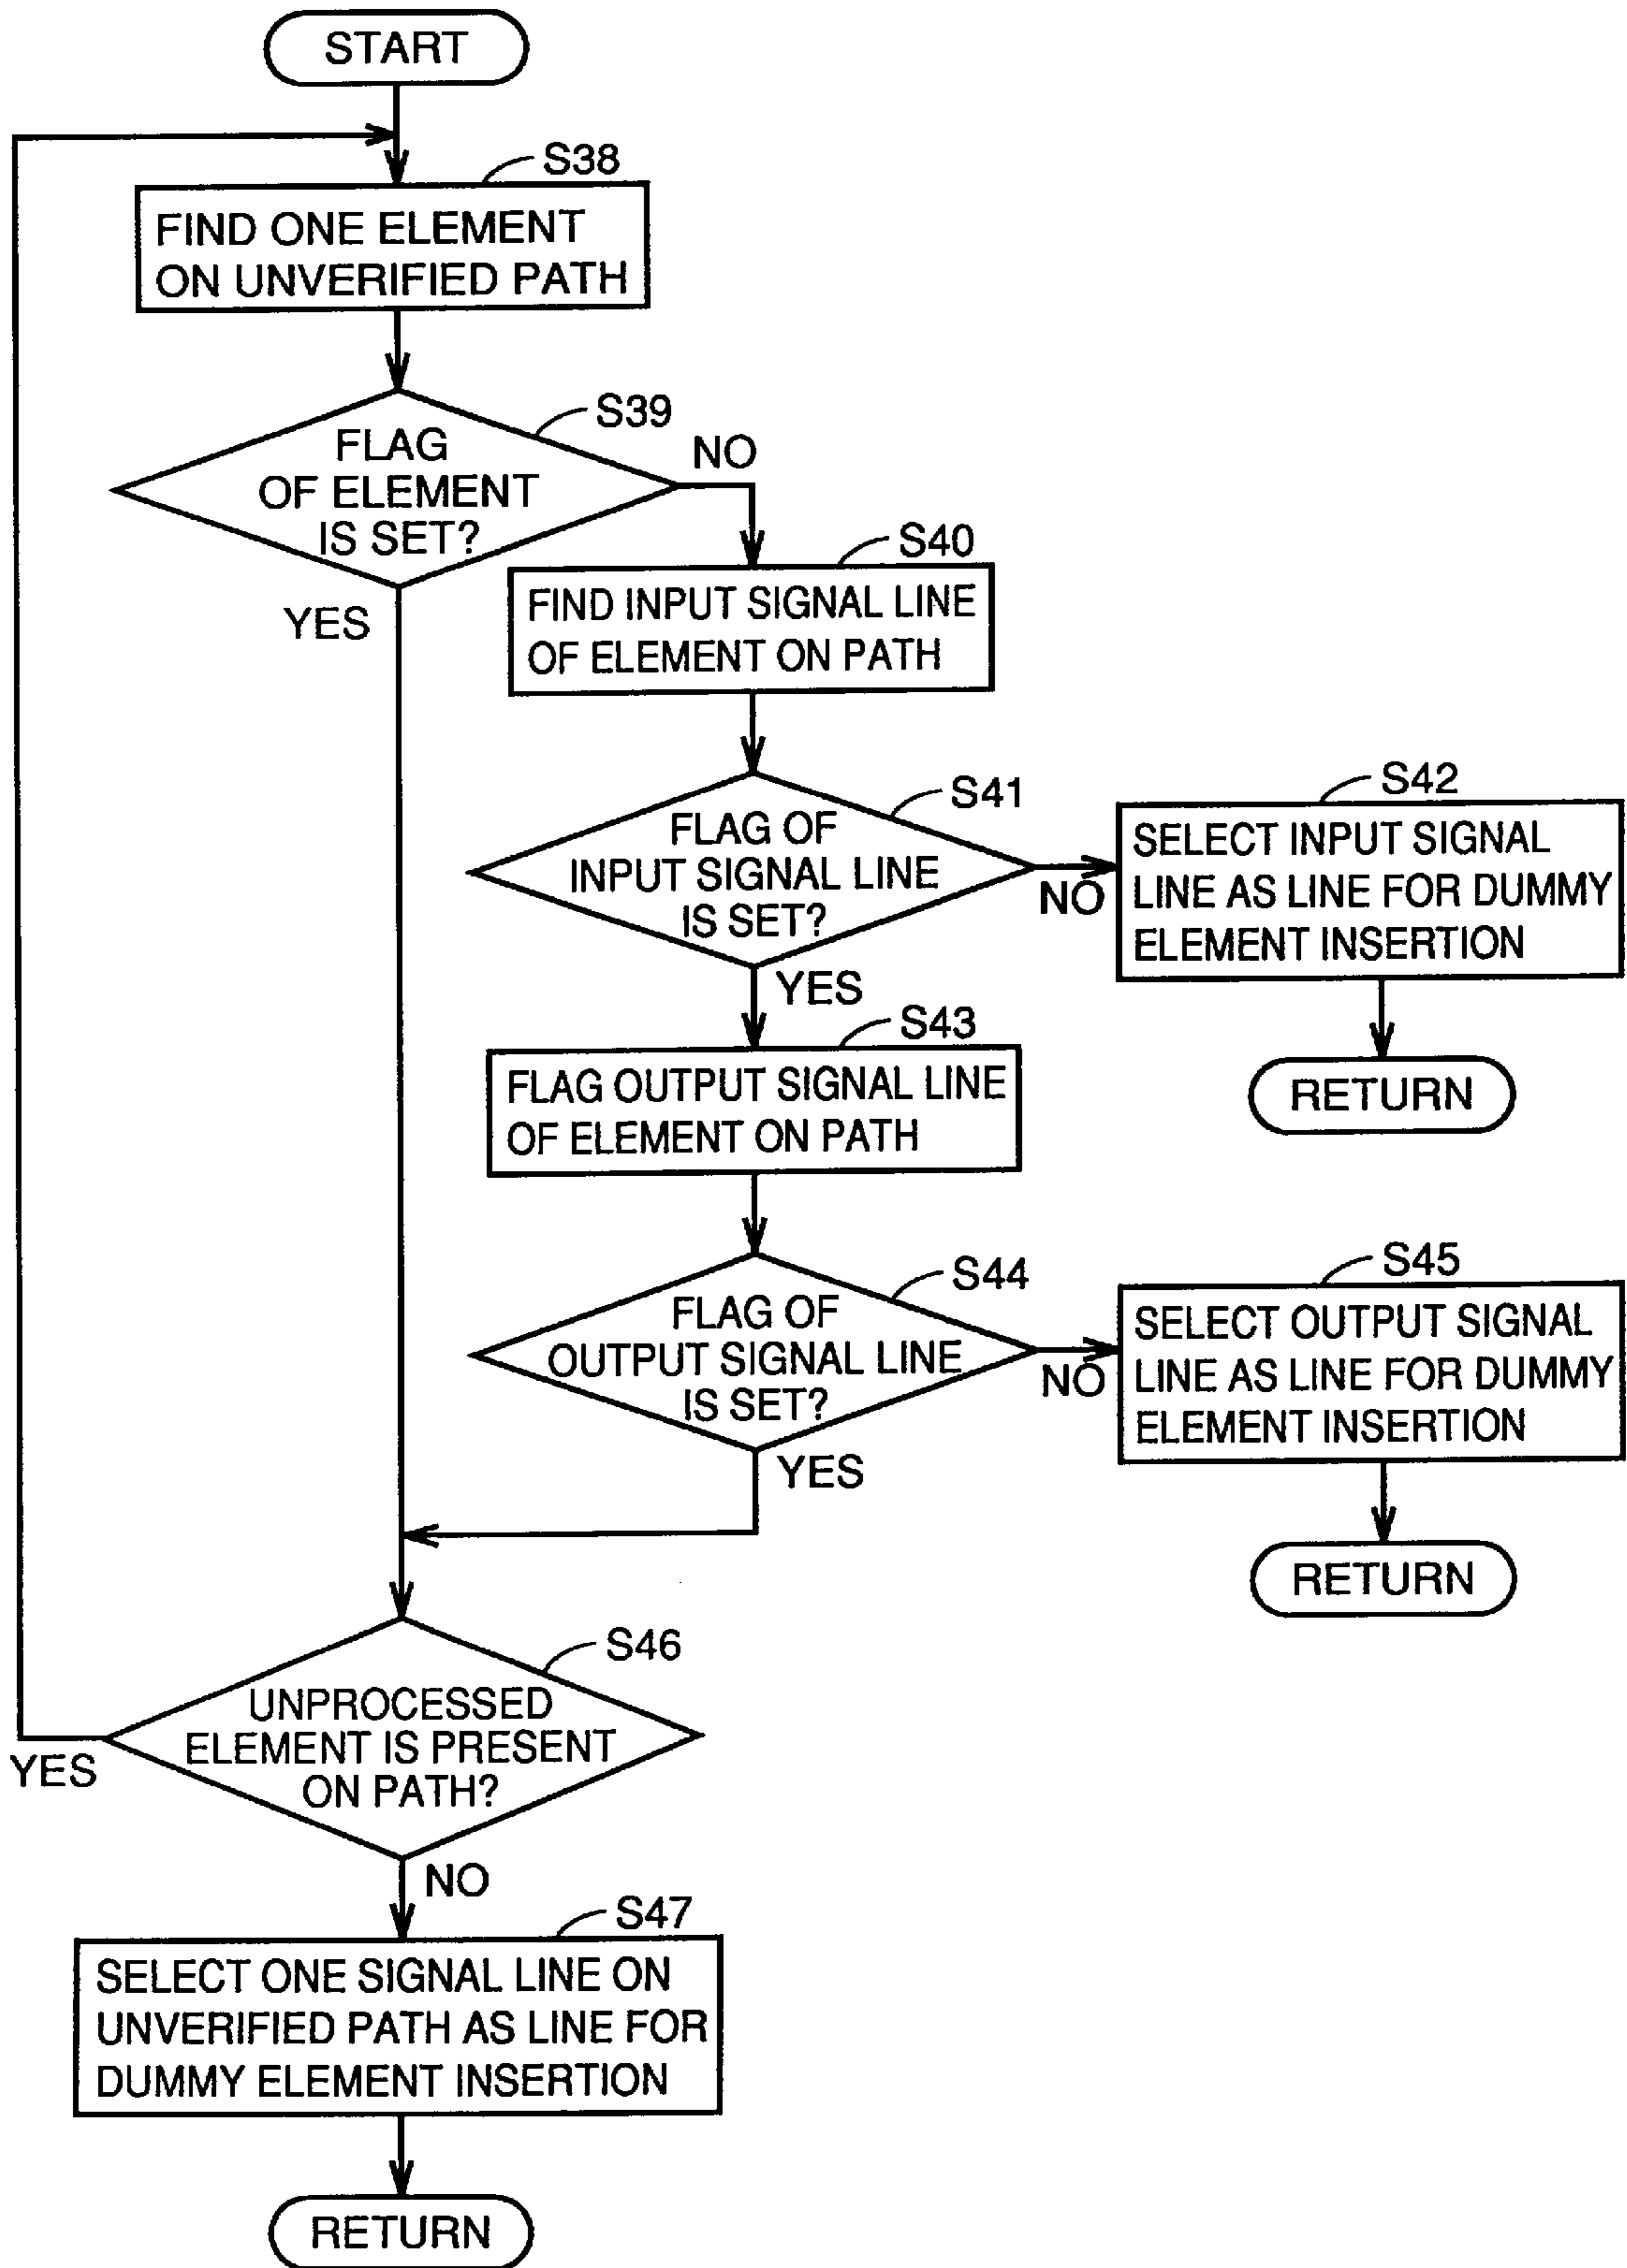 START
S38
FIND ONE ELEMENT
ON UNVERIFIED PATH
S39
FLAG
OF ELEMENT
IS SET?
NO
YES
S40
FIND INPUT SIGNAL LINE
OF ELEMENT ON PATH
S41
FLAG OF
INPUT SIGNAL LINE
IS SET?
NO
YES
S42
SELECT INPUT SIGNAL
LINE AS LINE FOR DUMMY
ELEMENT INSERTION
RETURN
S43
FLAG OUTPUT SIGNAL LINE
OF ELEMENT ON PATH
S44
FLAG OF
OUTPUT SIGNAL LINE
IS SET?
NO
YES
S45
SELECT OUTPUT SIGNAL
LINE AS LINE FOR DUMMY
ELEMENT INSERTION
RETURN
S46
UNPROCESSED
ELEMENT IS PRESENT
ON PATH?
YES
NO
S47
SELECT ONE SIGNAL LINE ON
UNVERIFIED PATH AS LINE FOR
DUMMY ELEMENT INSERTION
RETURN